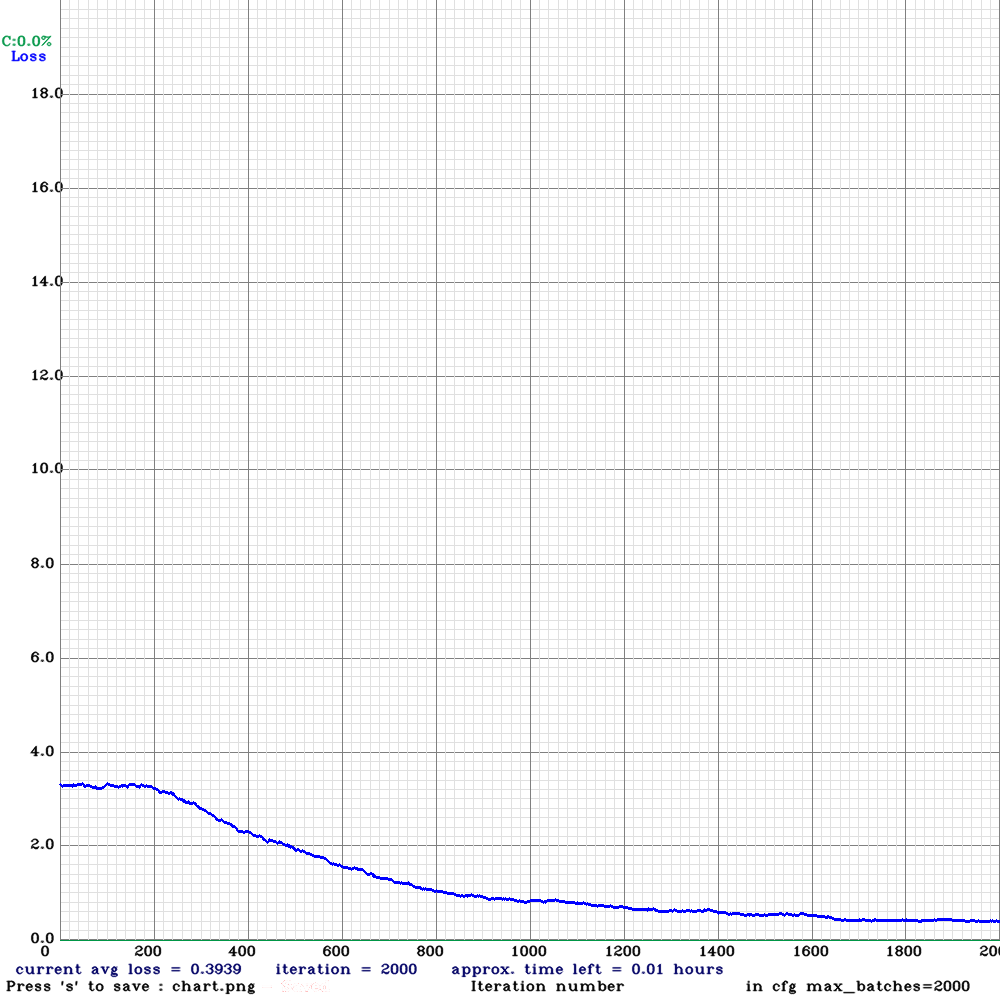 C:0.0%
Loss
18.0
16.0
14.0
12.0
10.0
8.0
6.0
4.0
2.0
0.0
0 200 400 600 800 1000 1200 1400 1600 1800 200
current avg loss = 0.3939 iteration = 2000 approx. time left = 0.01 hours
Press 's' to save : chart.png Iteration number in cfg max_batches=2000